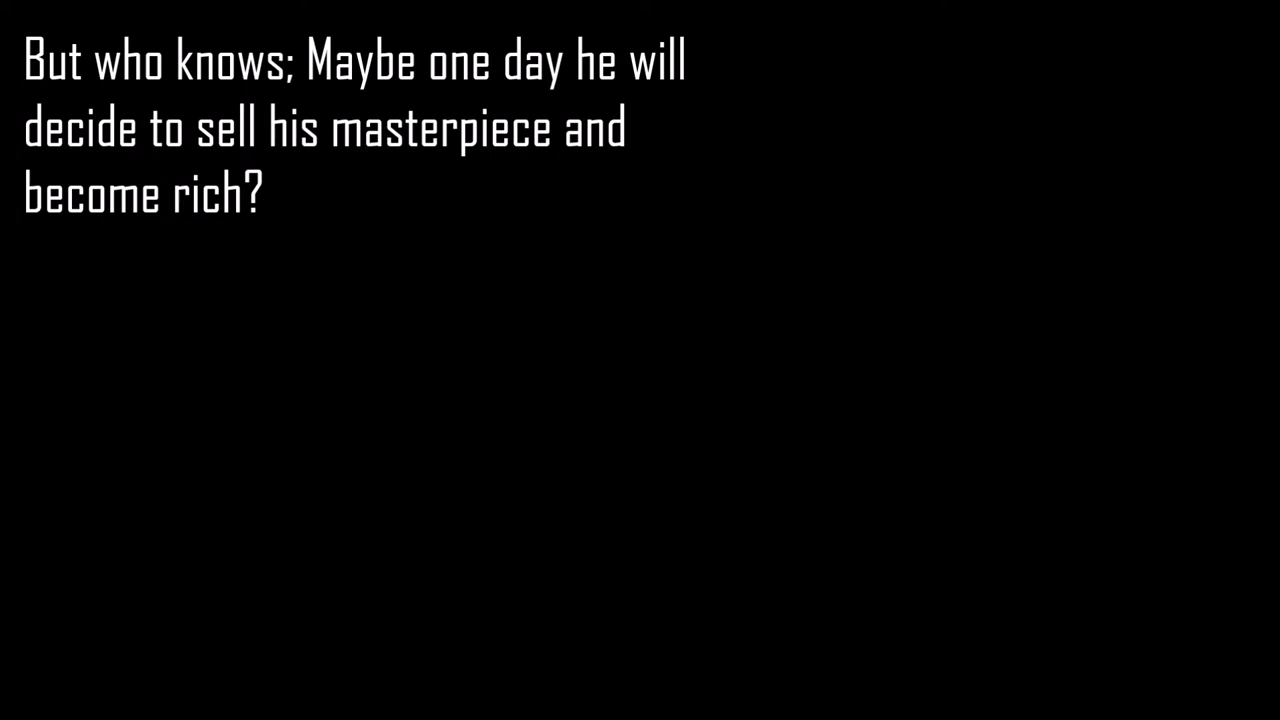 But who knows; Maybe one day he will
decide to sell his masterpiece and
become rich?